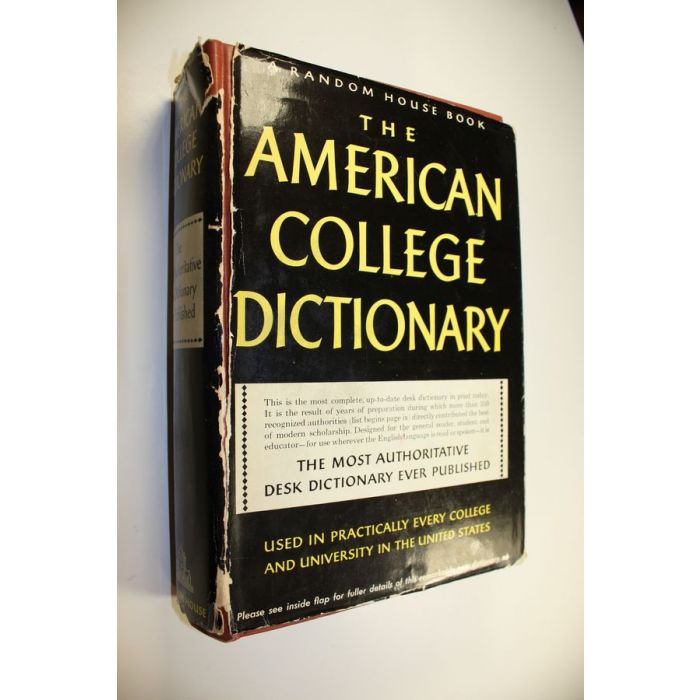 A RANDOM HOUSE BOOK
THE
AMERICAN
COLLEGE
DICTIONARY
This is the most complete, up-to-date desk dictionary in print today.
It is the result of years of preparation during which more than 350
recognized authorities (list begins page ix) directly contributed the best
of modern scholarship. Designed for the general reader, student, and
educator—for use wherever the English language is read or spoken—it is
THE MOST AUTHORITATIVE
DESK DICTIONARY EVER PUBLISHED
USED IN PRACTICALLY EVERY COLLEGE
AND UNIVERSITY IN THE UNITED STATES
Please see inside flap for fuller details of this remarkable new dictionary
DICTIONARY
HOUSE